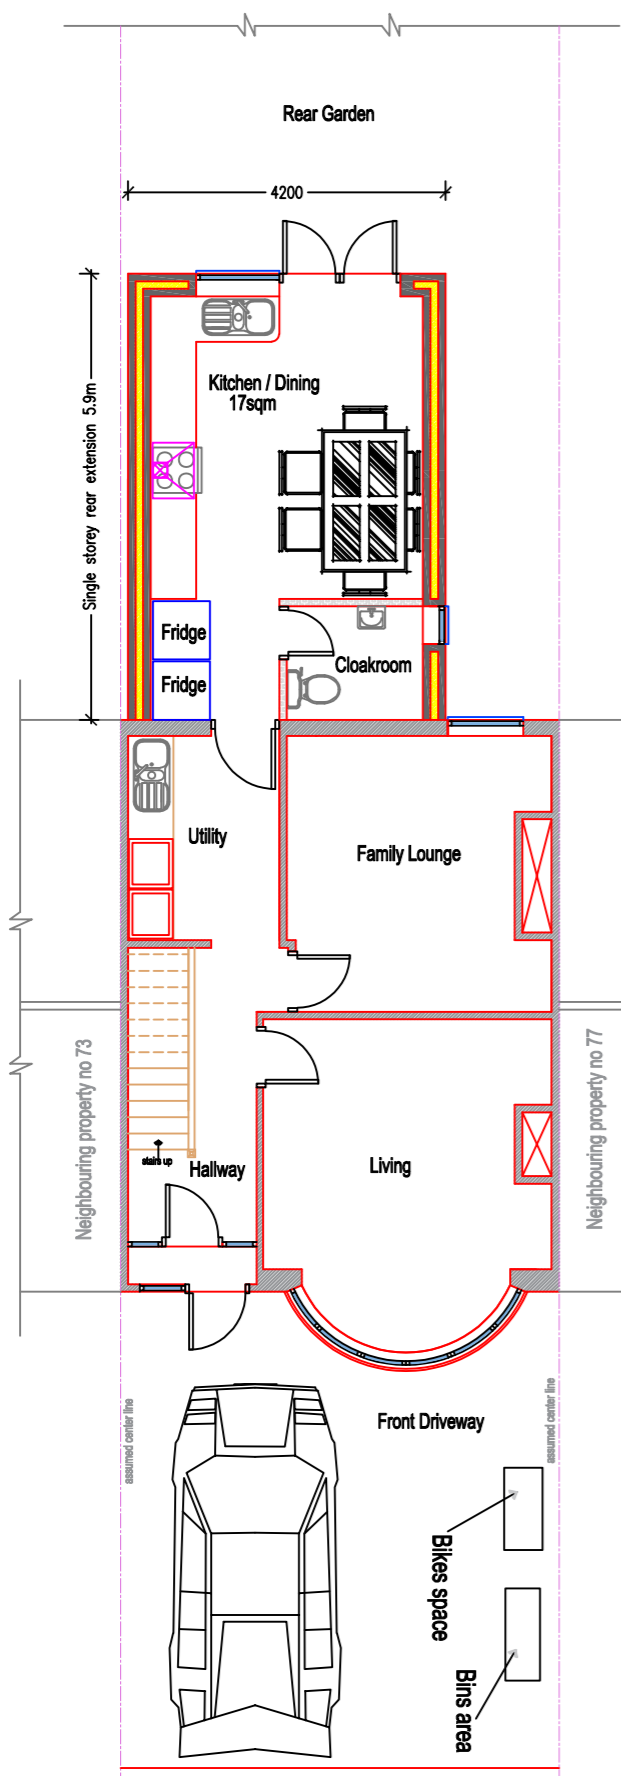 Rear Garden
4200
Single storey rear extension 5.9m
Kitchen / Dining
17sqm
Fridge
Fridge
Cloakroom
Utility
Family Lounge
Neighbouring property no 73
Neighbouring property no 77
stairs up
Hallway
Living
assumed center line
assumed center line
Front Driveway
Bikes space
Bins area